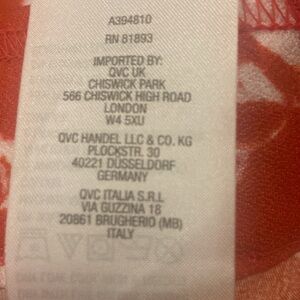 A394810
RN 81893
IMPORTED BY:
QVC UK
CHISWICK PARK
566 CHISWICK HIGH ROAD
LONDON
W4 5XU
QVC HANDEL LLC & CO. KG
PLOCKSTR. 30
40221 DÜSSELDORF
GERMANY
QVC ITALIA S.R.L
VIA GUZZINA 18
20861 BRUGHERIO (MB)
ITALY